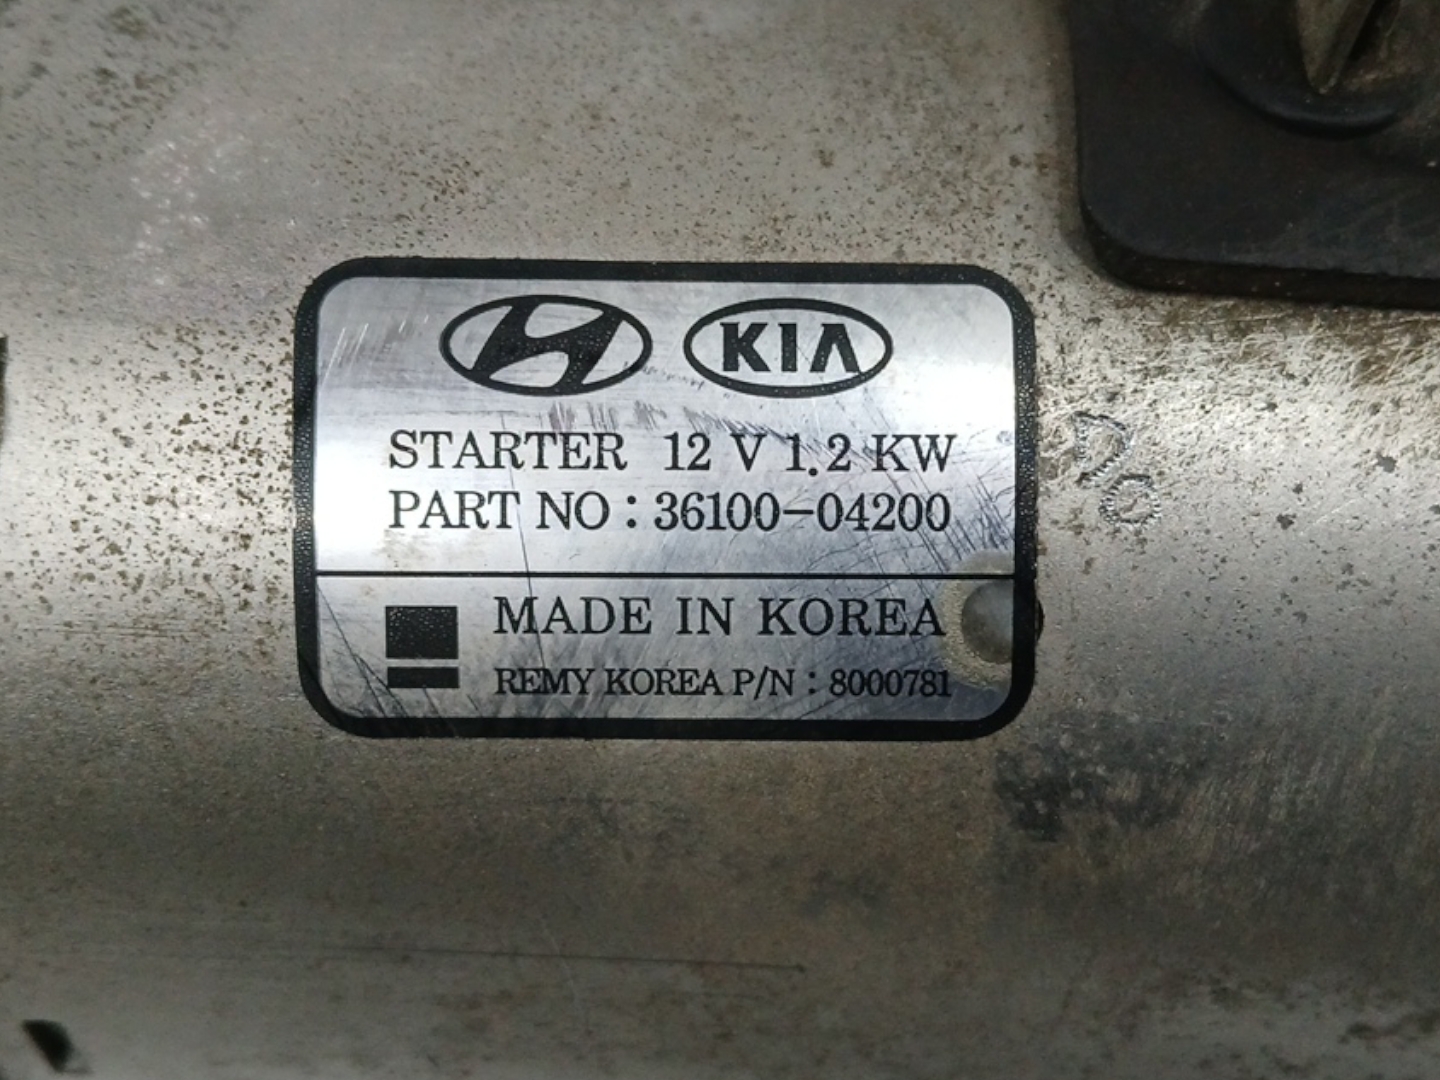 KIA
STARTER 12 V 1.2 KW
PART NO : 36100-04200
MADE IN KOREA
REMY KOREA P/N : 8000781